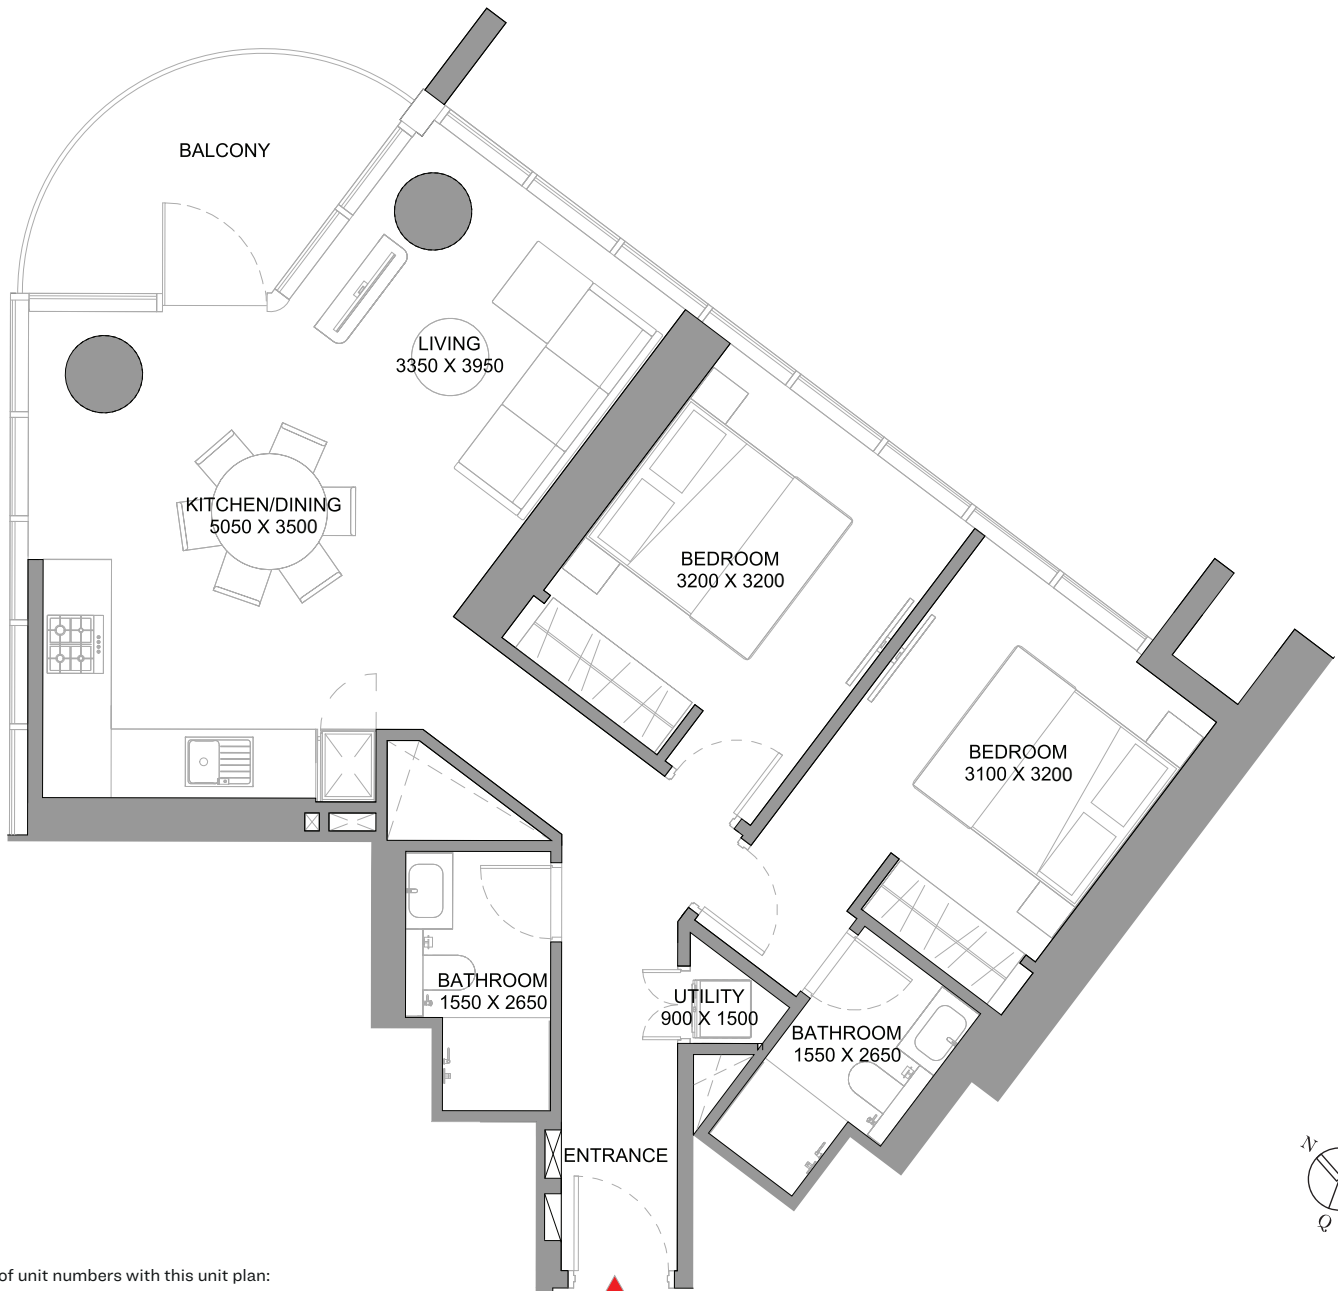 BALCONY
LIVING
3350 X 3950
KITCHEN/DINING
5050 X 3500
BEDROOM
3200 X 3200
BEDROOM
3100 X 3200
BATHROOM
1550 X 2650
UTILITY
900 X 1500
BATHROOM
1550 X 2650
ENTRANCE
N
Q
of unit numbers with this unit plan: